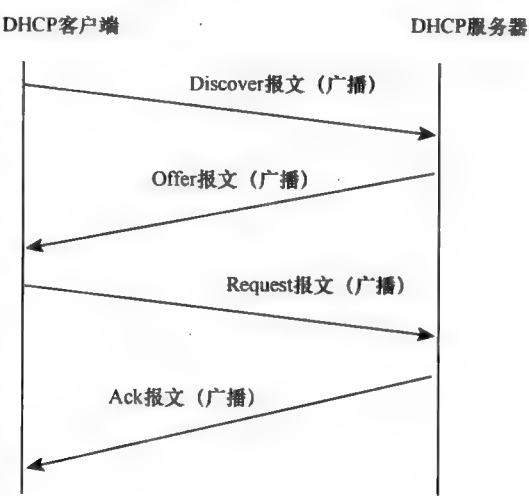 DHCP客户端
DHCP服务器
Discover报文（广播）
Offer报文（广播）
Request报文（广播）
Ack报文（广播）